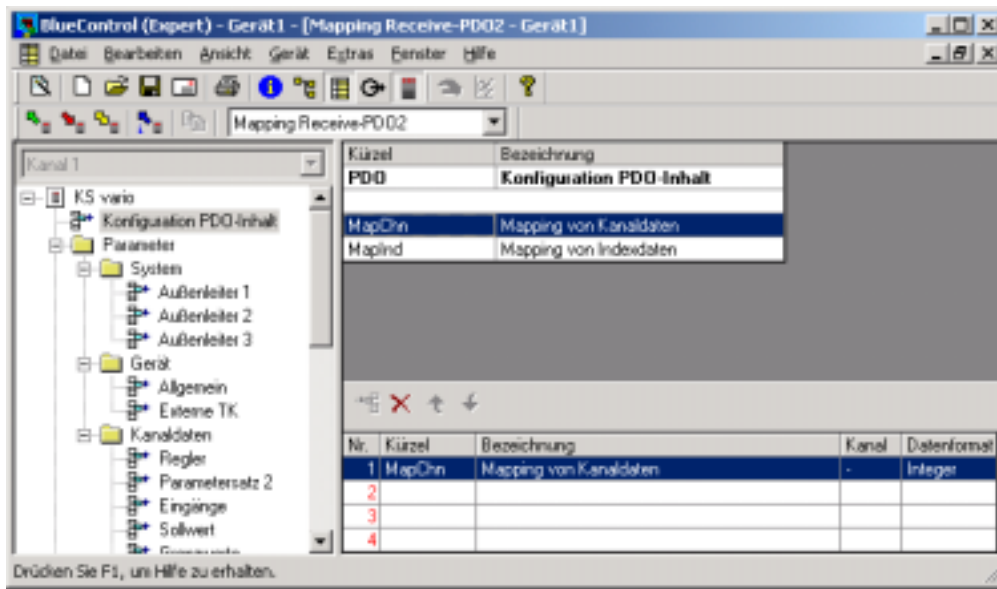 BlueControl (Expert) - Gerät1 - [Mapping Receive-PDO2 - Gerät1]
Datei Bearbeiten Ansicht Gerät Extras Fenster Hilfe
Mapping Receive-PDO2
Kanal 1
KS vario
Konfiguration PDO-Inhalt
Parameter
System
Außenleiter 1
Außenleiter 2
Außenleiter 3
Gerät
Allgemein
Externe TK
Kanaldaten
Regler
Parametersatz 2
Eingänge
Sollwert
Kürzel Bezeichnung
PDO Konfiguration PDO-Inhalt
MapChn Mapping von Kanaldaten
MapInd Mapping von Indexdaten
Nr. Kürzel Bezeichnung Kanal Datenformat
1 MapChn Mapping von Kanaldaten - Integer
2
3
4
Drücken Sie F1, um Hilfe zu erhalten.